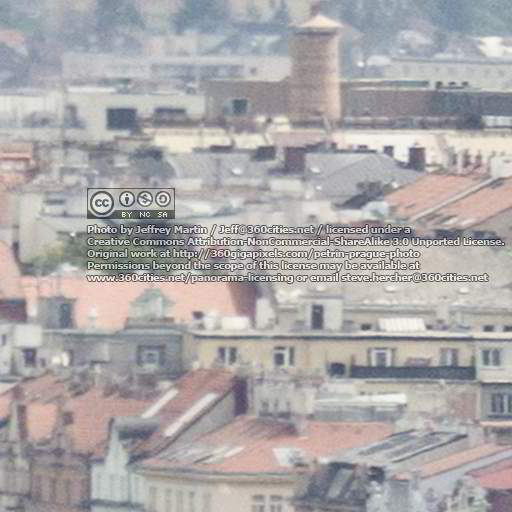 cc
BY NC SA
Photo by Jeffrey Martin / Jeff@360cities.net / licensed under a
Creative Commons Attribution-NonCommercial-ShareAlike 3.0 Unported License.
Original work at http://360gigapixels.com/petrin-prague-photo
Permissions beyond the scope of this license may be available at
www.360cities.net/panorama-licensing or email steve.hercher@360cities.net